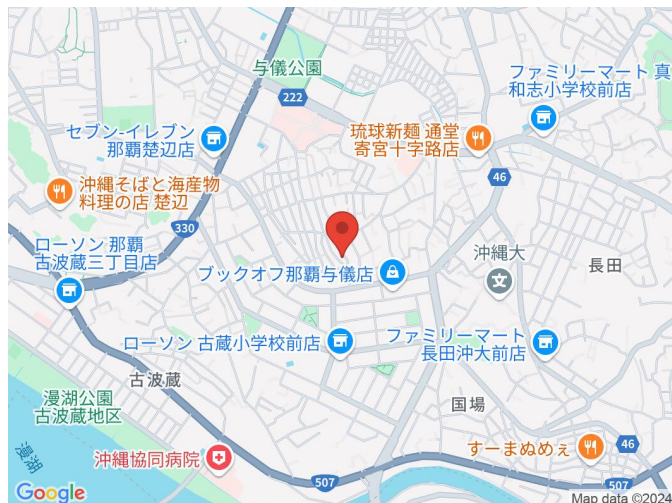 与儀公園
222
ファミリーマート 真
和志小学校前店
セブン-イレブン
那覇楚辺店
琉球新麺 通堂
寄宮十字路店
46
沖縄そばと海産物
料理の店 楚辺
330
ローソン 那覇
古波蔵三丁目店
沖縄大
長田
ブックオフ那覇与儀店
ローソン 古蔵小学校前店
ファミリーマート
長田沖大前店
古波蔵
漫湖公園
古波蔵地区
国場
漫湖
沖縄協同病院
すーまぬめぇ
46
507
507
Google
Map data ©2024